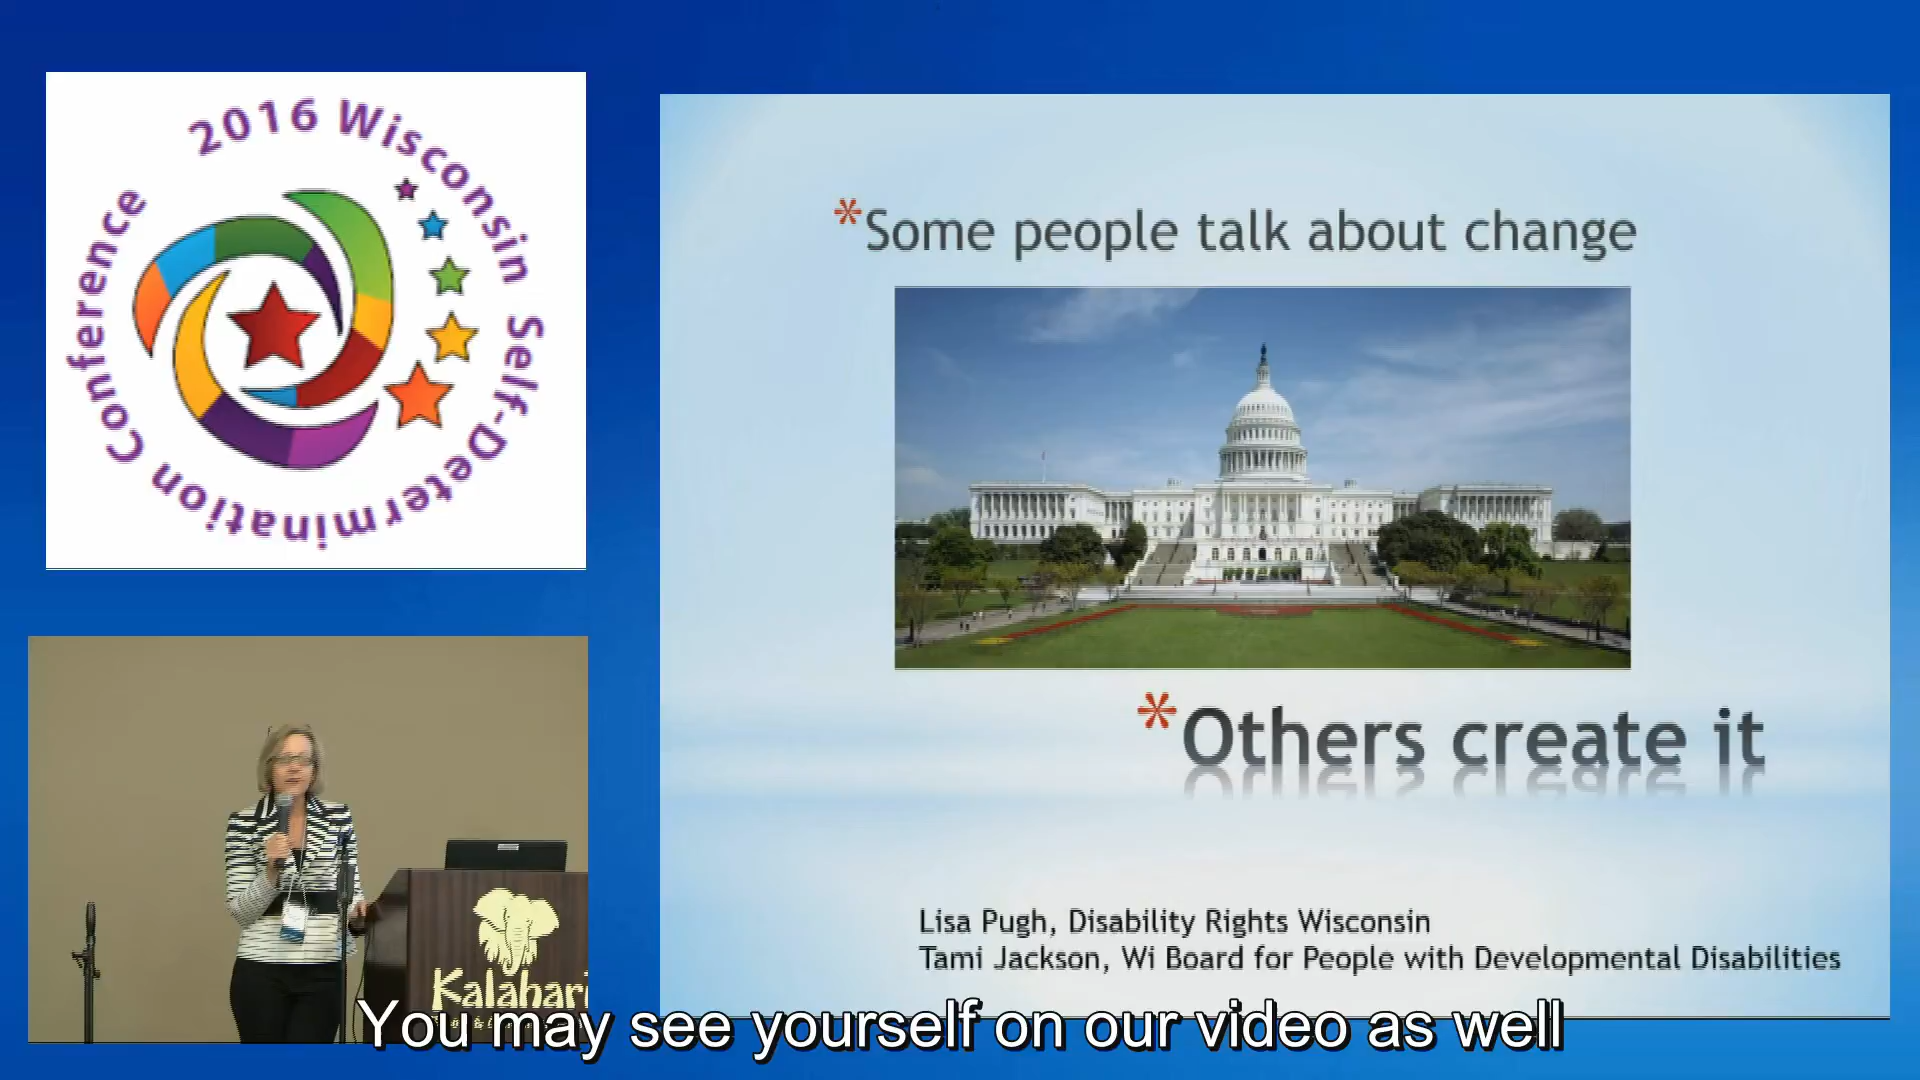 2016 Wisconsin Self-Determination Conference
*Some people talk about change
*Others create it
Lisa Pugh, Disability Rights Wisconsin
Tami Jackson, Wi Board for People with Developmental Disabilities
Kalahari
You may see yourself on our video as well